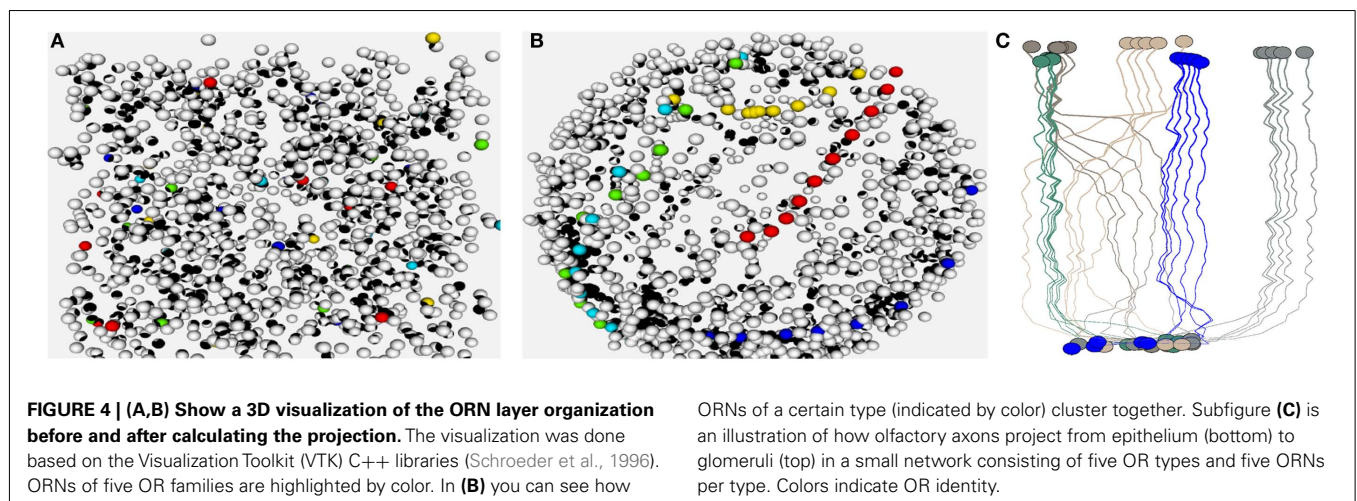 A
B
C
FIGURE 4 | (A,B) Show a 3D visualization of the ORN layer organization
before and after calculating the projection. The visualization was done
based on the Visualization Toolkit (VTK) C++ libraries (Schroeder et al., 1996).
ORNs of five OR families are highlighted by color. In (B) you can see how
ORNs of a certain type (indicated by color) cluster together. Subfigure (C) is
an illustration of how olfactory axons project from epithelium (bottom) to
glomeruli (top) in a small network consisting of five OR types and five ORNs
per type. Colors indicate OR identity.